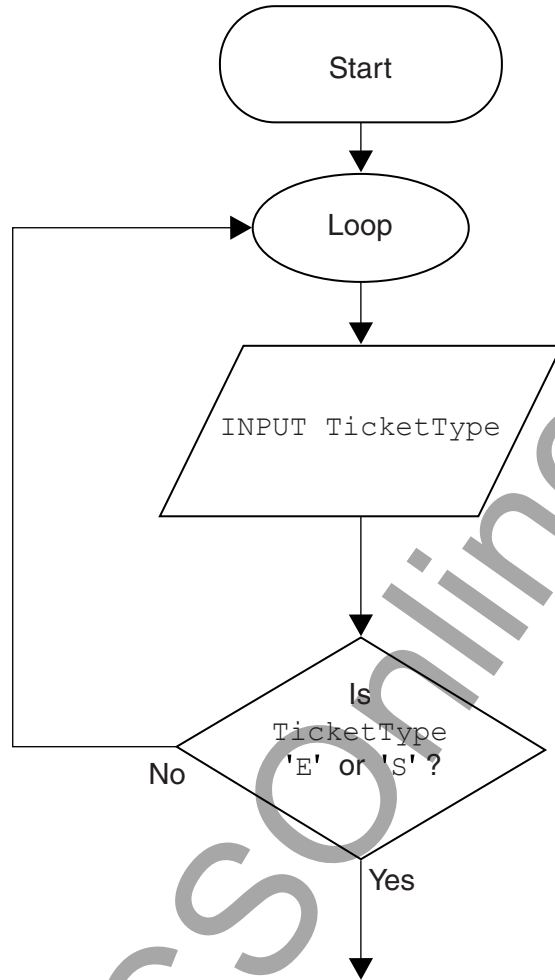 Start
Loop
INPUT TicketType
Is
TicketType
'E' or 'S' ?
No
Yes